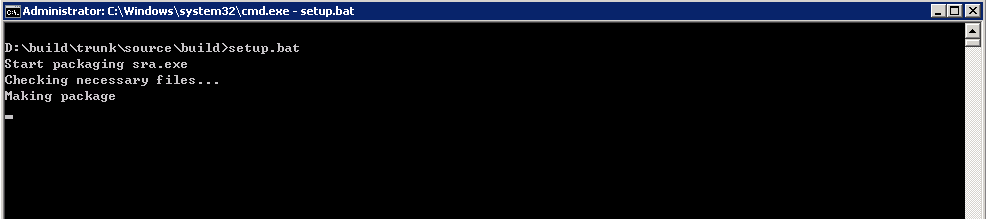 Administrator: C:\Windows\system32\cmd.exe - setup.bat
D:\build\trunk\source\build>setup.bat
Start packaging sra.exe
Checking necessary files...
Making package